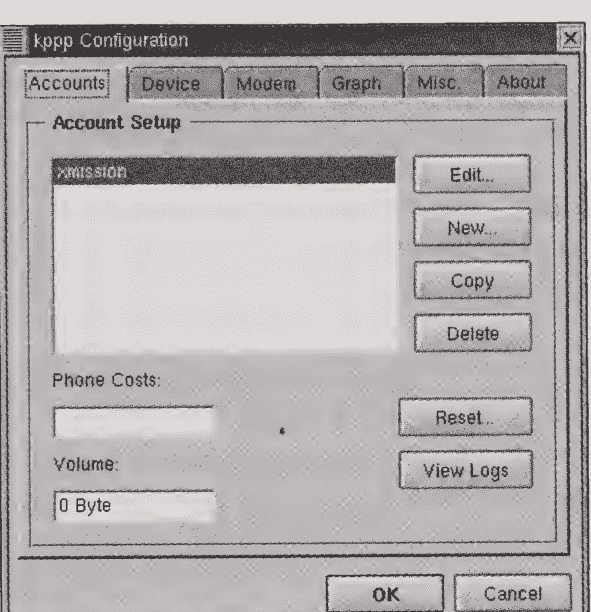 kppp Configuration
Accounts Device Modem Graph Misc. About
Account Setup
xmission
Edit...
New...
Copy
Delete
Phone Costs:
Reset...
Volume:
View Logs
0 Byte
OK Cancel